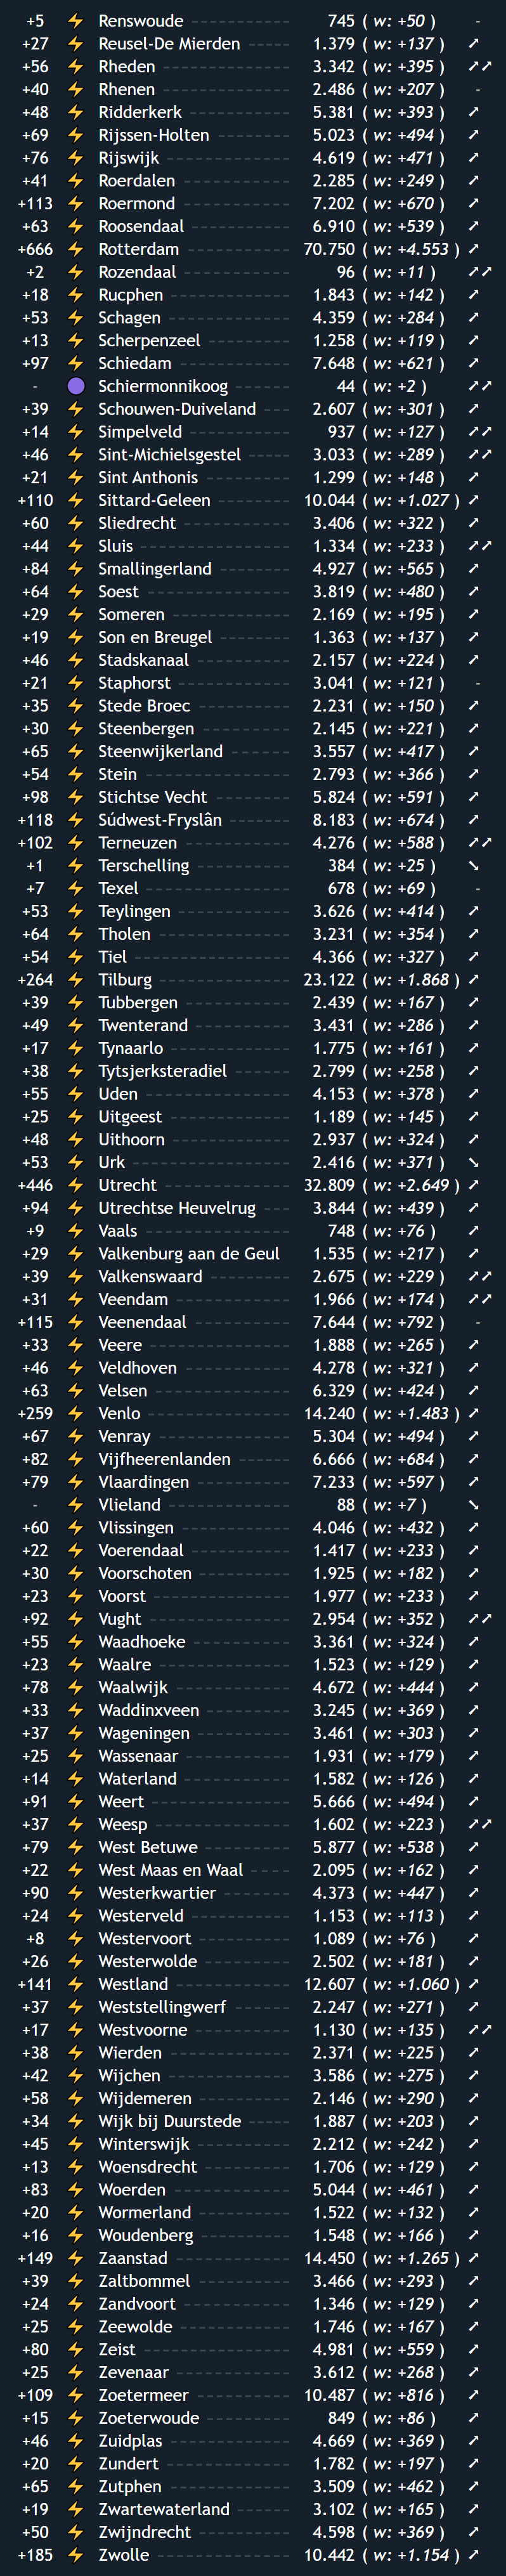 +5 ⚡ Renswoude 745 ( w: +50 ) -
+27 ⚡ Reusel-De Mierden 1.379 ( w: +137 ) ➚
+56 ⚡ Rheden 3.342 ( w: +395 ) ➚➚
+40 ⚡ Rhenen 2.486 ( w: +207 ) -
+48 ⚡ Ridderkerk 5.381 ( w: +393 ) ➚
+69 ⚡ Rijssen-Holten 5.023 ( w: +494 ) ➚
+76 ⚡ Rijswijk 4.619 ( w: +471 ) ➚
+41 ⚡ Roerdalen 2.285 ( w: +249 ) ➚
+113 ⚡ Roermond 7.202 ( w: +670 ) ➚
+63 ⚡ Roosendaal 6.910 ( w: +539 ) ➚
+666 ⚡ Rotterdam 70.750 ( w: +4.553 ) ➚
+2 ⚡ Rozendaal 96 ( w: +11 ) ➚➚
+18 ⚡ Rucphen 1.843 ( w: +142 ) ➚
+53 ⚡ Schagen 4.359 ( w: +284 ) ➚
+13 ⚡ Scherpenzeel 1.258 ( w: +119 ) ➚
+97 ⚡ Schiedam 7.648 ( w: +621 ) ➚
- 🟣 Schiermonnikoog 44 ( w: +2 ) ➚➚
+39 ⚡ Schouwen-Duiveland 2.607 ( w: +301 ) ➚
+14 ⚡ Simpelveld 937 ( w: +127 ) ➚➚
+46 ⚡ Sint-Michielsgestel 3.033 ( w: +289 ) ➚➚
+21 ⚡ Sint Anthonis 1.299 ( w: +148 ) ➚
+110 ⚡ Sittard-Geleen 10.044 ( w: +1.027 ) ➚
+60 ⚡ Sliedrecht 3.406 ( w: +322 ) ➚
+44 ⚡ Sluis 1.334 ( w: +233 ) ➚➚
+84 ⚡ Smallingerland 4.927 ( w: +565 ) ➚
+64 ⚡ Soest 3.819 ( w: +480 ) ➚
+29 ⚡ Someren 2.169 ( w: +195 ) ➚
+19 ⚡ Son en Breugel 1.363 ( w: +137 ) ➚
+46 ⚡ Stadskanaal 2.157 ( w: +224 ) ➚
+21 ⚡ Staphorst 3.041 ( w: +121 ) -
+35 ⚡ Stede Broec 2.231 ( w: +150 ) ➚
+30 ⚡ Steenbergen 2.145 ( w: +221 ) ➚
+65 ⚡ Steenwijkerland 3.557 ( w: +417 ) ➚
+54 ⚡ Stein 2.793 ( w: +366 ) ➚
+98 ⚡ Stichtse Vecht 5.824 ( w: +591 ) ➚
+118 ⚡ Súdwest-Fryslân 8.183 ( w: +674 ) ➚
+102 ⚡ Terneuzen 4.276 ( w: +588 ) ➚➚
+1 ⚡ Terschelling 384 ( w: +25 ) ➘
+7 ⚡ Texel 678 ( w: +69 ) -
+53 ⚡ Teylingen 3.626 ( w: +414 ) ➚
+64 ⚡ Tholen 3.231 ( w: +354 ) ➚
+54 ⚡ Tiel 4.366 ( w: +327 ) ➚
+264 ⚡ Tilburg 23.122 ( w: +1.868 ) ➚
+39 ⚡ Tubbergen 2.439 ( w: +167 ) ➚
+49 ⚡ Twenterand 3.431 ( w: +286 ) ➚
+17 ⚡ Tynaarlo 1.775 ( w: +161 ) ➚
+38 ⚡ Tytsjerksteradiel 2.799 ( w: +258 ) ➚
+55 ⚡ Uden 4.153 ( w: +378 ) ➚
+25 ⚡ Uitgeest 1.189 ( w: +145 ) ➚
+48 ⚡ Uithoorn 2.937 ( w: +324 ) ➚
+53 ⚡ Urk 2.416 ( w: +371 ) ➘
+446 ⚡ Utrecht 32.809 ( w: +2.649 ) ➚
+94 ⚡ Utrechtse Heuvelrug 3.844 ( w: +439 ) ➚
+9 ⚡ Vaals 748 ( w: +76 ) ➚
+29 ⚡ Valkenburg aan de Geul 1.535 ( w: +217 ) ➚
+39 ⚡ Valkenswaard 2.675 ( w: +229 ) ➚➚
+31 ⚡ Veendam 1.966 ( w: +174 ) ➚➚
+115 ⚡ Veenendaal 7.644 ( w: +792 ) -
+33 ⚡ Veere 1.888 ( w: +265 ) ➚
+46 ⚡ Veldhoven 4.278 ( w: +321 ) ➚
+63 ⚡ Velsen 6.329 ( w: +424 ) ➚
+259 ⚡ Venlo 14.240 ( w: +1.483 ) ➚
+67 ⚡ Venray 5.304 ( w: +494 ) ➚
+82 ⚡ Vijfheerenlanden 6.666 ( w: +684 ) ➚
+79 ⚡ Vlaardingen 7.233 ( w: +597 ) ➚
- ⚡ Vlieland 88 ( w: +7 ) ➘
+60 ⚡ Vlissingen 4.046 ( w: +432 ) ➚
+22 ⚡ Voerendaal 1.417 ( w: +233 ) ➚
+30 ⚡ Voorschoten 1.925 ( w: +182 ) ➚
+23 ⚡ Voorst 1.977 ( w: +233 ) ➚
+92 ⚡ Vught 2.954 ( w: +352 ) ➚➚
+55 ⚡ Waadhoeke 3.361 ( w: +324 ) ➚
+23 ⚡ Waalre 1.523 ( w: +129 ) ➚
+78 ⚡ Waalwijk 4.672 ( w: +444 ) ➚
+33 ⚡ Waddinxveen 3.245 ( w: +369 ) ➚
+37 ⚡ Wageningen 3.461 ( w: +303 ) ➚
+25 ⚡ Wassenaar 1.931 ( w: +179 ) ➚
+14 ⚡ Waterland 1.582 ( w: +126 ) ➚
+91 ⚡ Weert 5.666 ( w: +494 ) ➚
+37 ⚡ Weesp 1.602 ( w: +223 ) ➚➚
+79 ⚡ West Betuwe 5.877 ( w: +538 ) ➚
+22 ⚡ West Maas en Waal 2.095 ( w: +162 ) ➚
+90 ⚡ Westerkwartier 4.373 ( w: +447 ) ➚
+24 ⚡ Westerveld 1.153 ( w: +113 ) ➚
+8 ⚡ Westervoort 1.089 ( w: +76 ) ➚
+26 ⚡ Westerwolde 2.502 ( w: +181 ) ➚
+141 ⚡ Westland 12.607 ( w: +1.060 ) ➚
+37 ⚡ Weststellingwerf 2.247 ( w: +271 ) ➚
+17 ⚡ Westvoorne 1.130 ( w: +135 ) ➚➚
+38 ⚡ Wierden 2.371 ( w: +225 ) ➚
+42 ⚡ Wijchen 3.586 ( w: +275 ) ➚
+58 ⚡ Wijdemeren 2.146 ( w: +290 ) ➚
+34 ⚡ Wijk bij Duurstede 1.887 ( w: +203 ) ➚
+45 ⚡ Winterswijk 2.212 ( w: +242 ) ➚
+13 ⚡ Woensdrecht 1.706 ( w: +129 ) ➚
+83 ⚡ Woerden 5.044 ( w: +461 ) ➚
+20 ⚡ Wormerland 1.522 ( w: +132 ) ➚
+16 ⚡ Woudenberg 1.548 ( w: +166 ) ➚
+149 ⚡ Zaanstad 14.450 ( w: +1.265 ) ➚
+39 ⚡ Zaltbommel 3.466 ( w: +293 ) ➚
+24 ⚡ Zandvoort 1.346 ( w: +129 ) ➚
+25 ⚡ Zeewolde 1.746 ( w: +167 ) ➚
+80 ⚡ Zeist 4.981 ( w: +559 ) ➚
+25 ⚡ Zevenaar 3.612 ( w: +268 ) ➚
+109 ⚡ Zoetermeer 10.487 ( w: +816 ) ➚
+15 ⚡ Zoeterwoude 849 ( w: +86 ) ➚
+46 ⚡ Zuidplas 4.669 ( w: +369 ) ➚
+20 ⚡ Zundert 1.782 ( w: +197 ) ➚
+65 ⚡ Zutphen 3.509 ( w: +462 ) ➚
+19 ⚡ Zwartewaterland 3.102 ( w: +165 ) ➚
+50 ⚡ Zwijndrecht 4.598 ( w: +369 ) ➚
+185 ⚡ Zwolle 10.442 ( w: +1.154 ) ➚